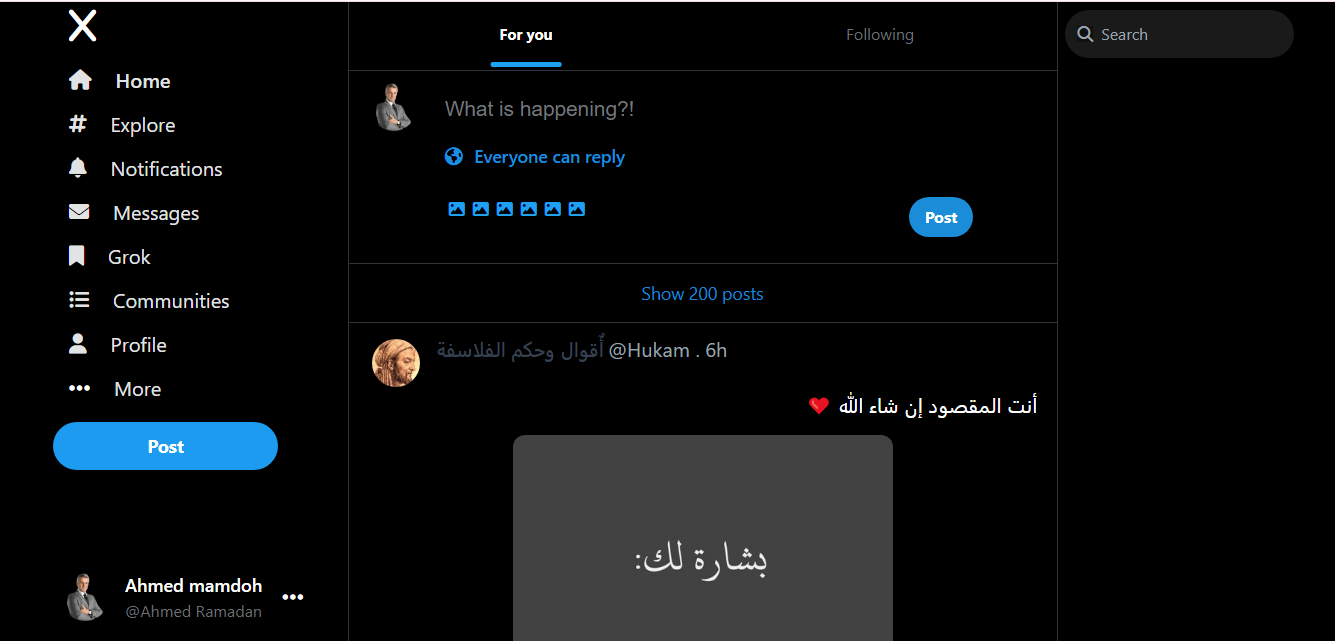 X
Home
Explore
Notifications
Messages
Grok
Communities
Profile
More
Post
Ahmed mamdoh
@Ahmed Ramadan
For you
Following
What is happening?!
Everyone can reply
Post
Show 200 posts
أٌقوال وحكم الفلاسفة @Hukam . 6h
أنت المقصود إن شاء الله ❤️
بشارة لك:
Search